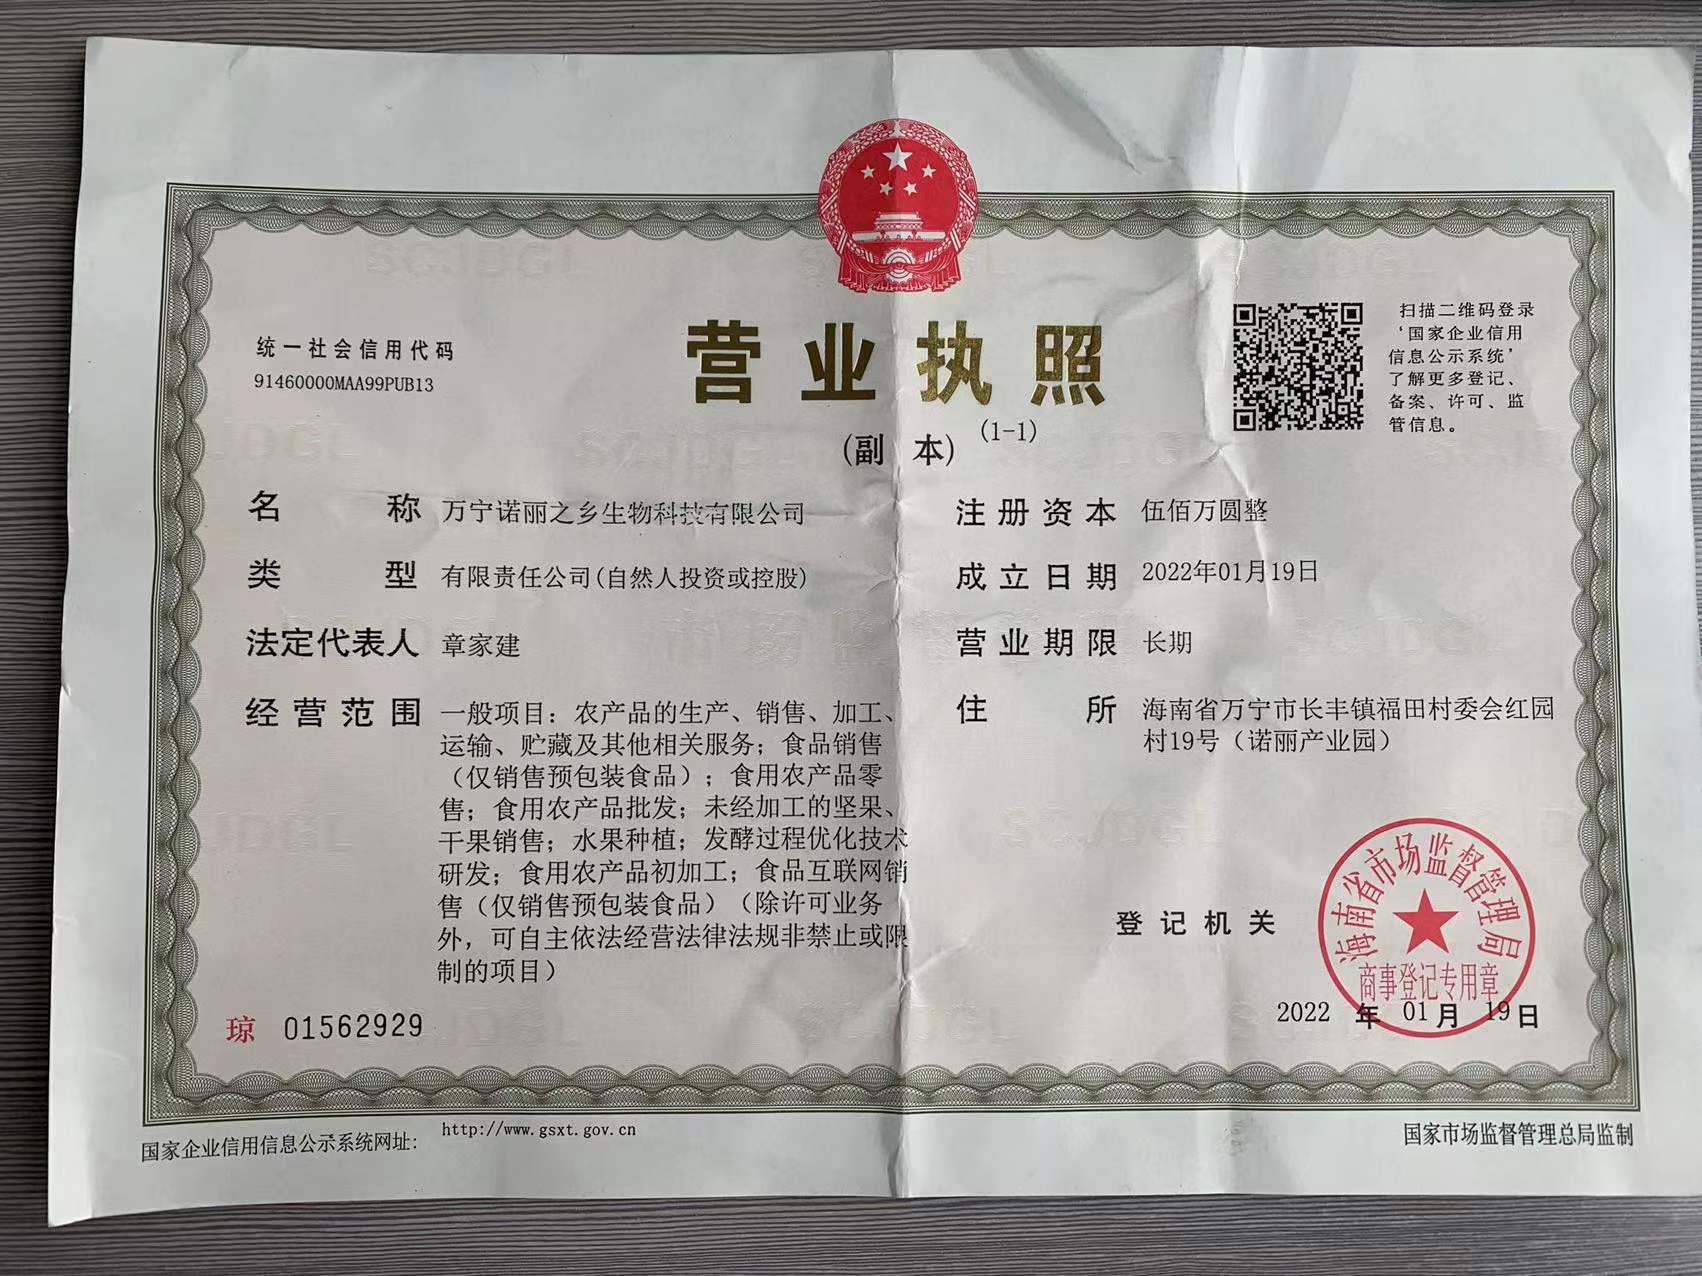 统一社会信用代码
91460000MAA99PUB13
营业执照
(副 本) (1-1)
扫描二维码登录
‘国家企业信用
信息公示系统’
了解更多登记、
备案、许可、监
管信息。
名 称 万宁诺丽之乡生物科技有限公司
类 型 有限责任公司(自然人投资或控股)
法定代表人 章家建
经营范围 一般项目：农产品的生产、销售、加工、
运输、贮藏及其他相关服务；食品销售
（仅销售预包装食品）；食用农产品零
售；食用农产品批发；未经加工的坚果、
干果销售；水果种植；发酵过程优化技术
研发；食用农产品初加工；食品互联网销
售（仅销售预包装食品）（除许可业务
外，可自主依法经营法律法规非禁止或限
制的项目）
注册资本 伍佰万圆整
成立日期 2022年01月19日
营业期限 长期
住 所 海南省万宁市长丰镇福田村委会红园
村19号（诺丽产业园）
登记机关
海南省市场监督管理局
商事登记专用章
2022 年 01 月 19 日
琼 01562929
国家企业信用信息公示系统网址: http://www.gsxt.gov.cn
国家市场监督管理总局监制